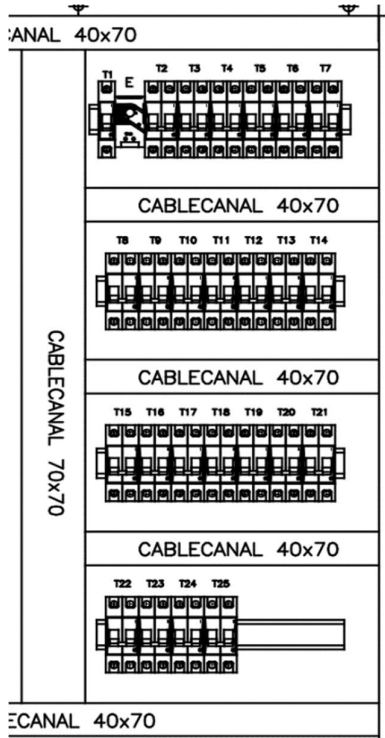 CANAL 40x70
T1 E T2 T3 T4 T5 T6 T7
CABLECANAL 40x70
T8 T9 T10 T11 T12 T13 T14
CABLECANAL 70x70
CABLECANAL 40x70
T15 T16 T17 T18 T19 T20 T21
CABLECANAL 40x70
T22 T23 T24 T25
ECANAL 40x70